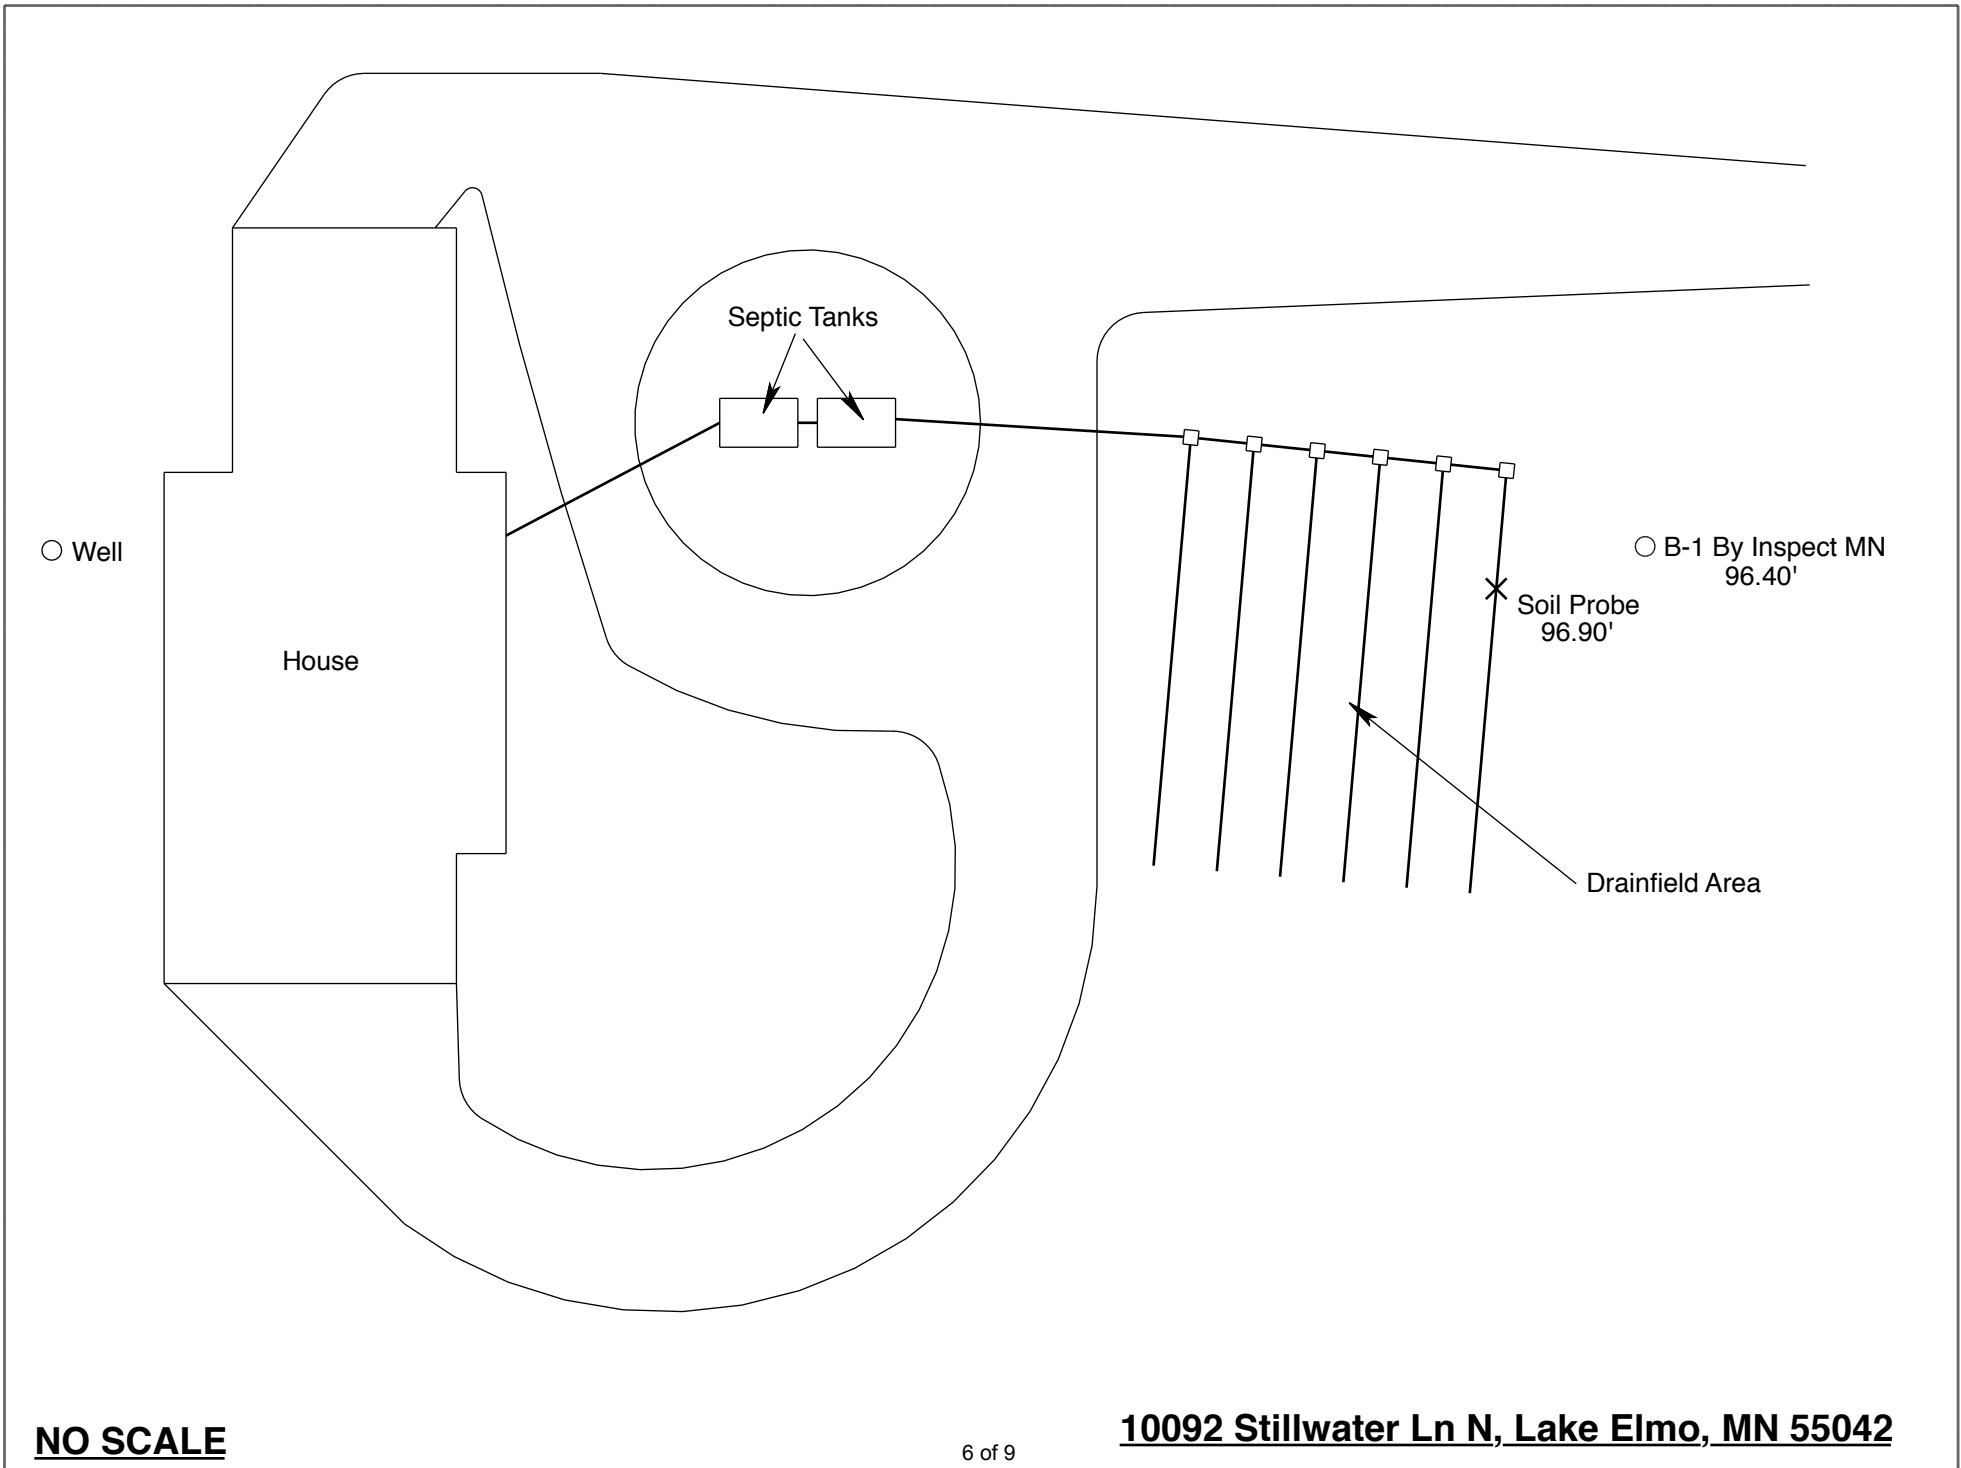 Septic Tanks
Well
B-1 By Inspect MN
96.40'
Soil Probe
96.90'
House
Drainfield Area
NO SCALE
6 of 9
10092 Stillwater Ln N, Lake Elmo, MN 55042